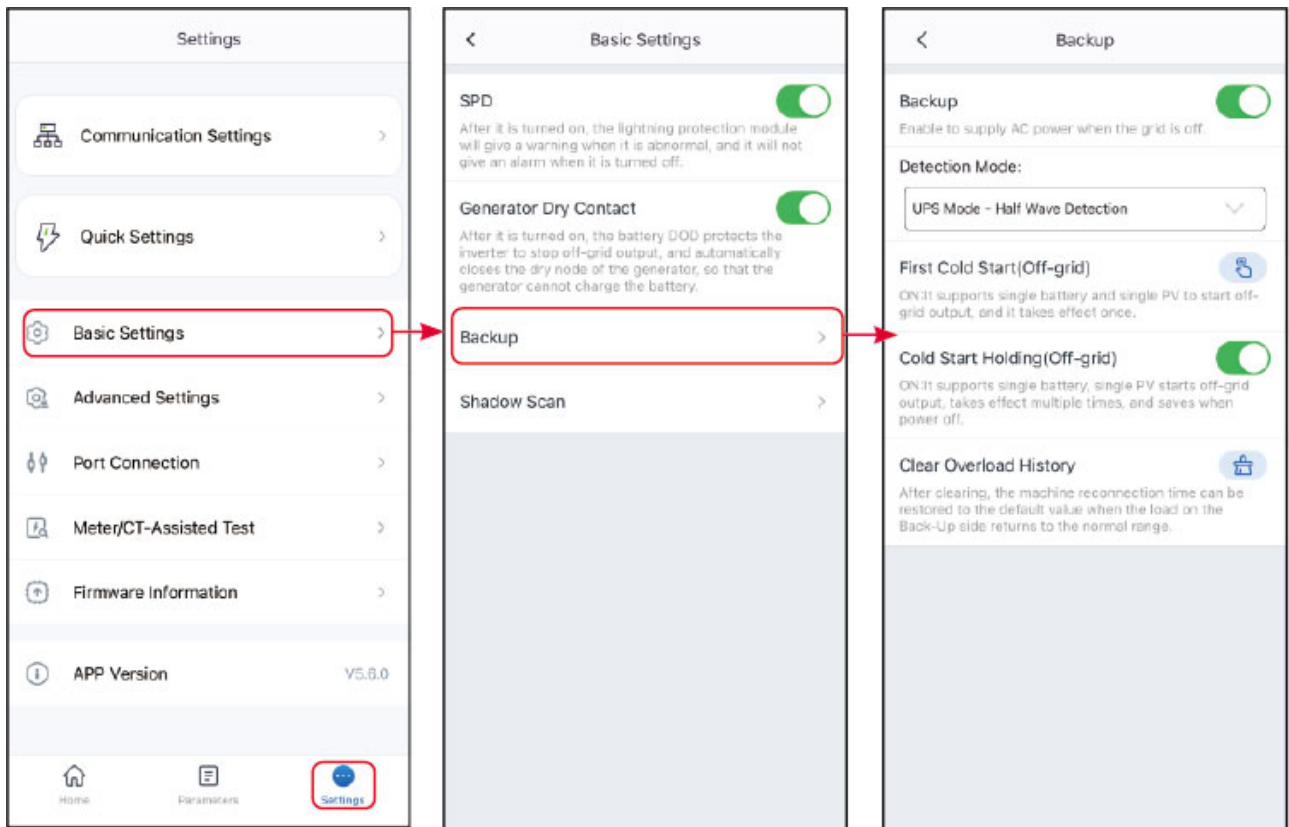 Settings
Communication Settings
Quick Settings
Basic Settings
Advanced Settings
Port Connection
Meter/CT-Assisted Test
Firmware Information
APP Version
V5.6.0
Home
Parameters
Settings
Basic Settings
SPD
After it is turned on, the lightning protection module
will give a warning when it is abnormal, and it will not
give an alarm when it is turned off.
Generator Dry Contact
After it is turned on, the battery DOD protects the
inverter to stop off-grid output, and automatically
closes the dry node of the generator, so that the
generator cannot charge the battery.
Backup
Shadow Scan
Backup
Backup
Enable to supply AC power when the grid is off.
Detection Mode:
UPS Mode - Half Wave Detection
First Cold Start(Off-grid)
ON:It supports single battery and single PV to start off-
grid output, and it takes effect once.
Cold Start Holding(Off-grid)
ON:It supports single battery, single PV starts off-grid
output, takes effect multiple times, and saves when
power off.
Clear Overload History
After clearing, the machine reconnection time can be
restored to the default value when the load on the
Back-Up side returns to the normal range.